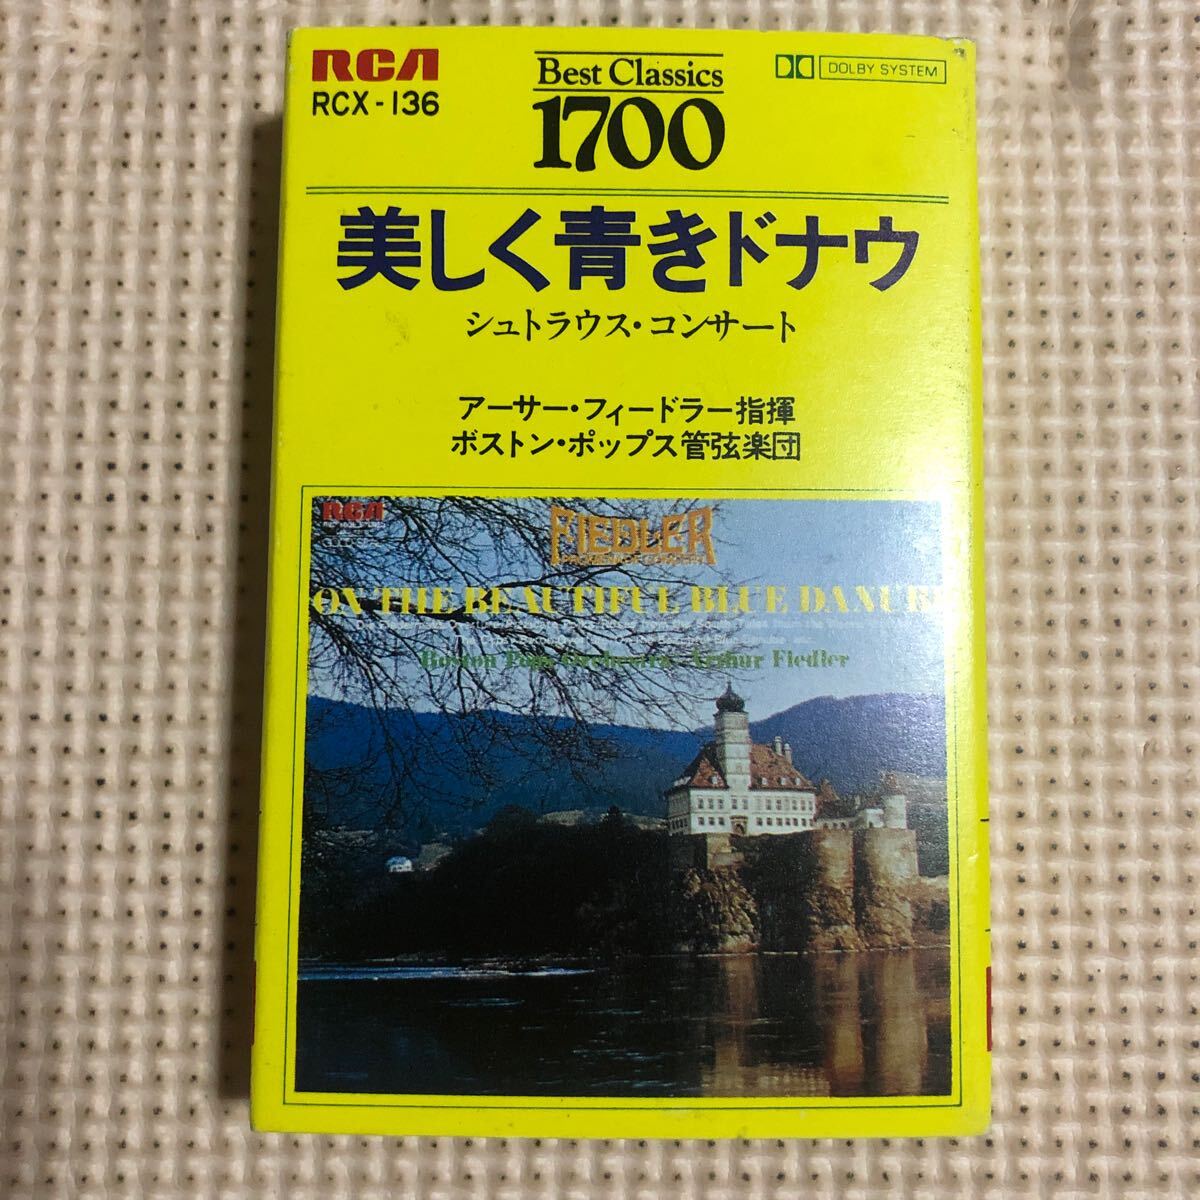 RCA
RCX-136
Best Classics
1700
DOLBY SYSTEM
美しく青きドナウ
シュトラウス・コンサート
アーサー・フィードラー指揮
ボストン・ポップス管弦楽団
RCA
FIEDLER
ON THE BEAUTIFUL BLUE DANUBE
Boston Pops Orchestra, Arthur Fiedler